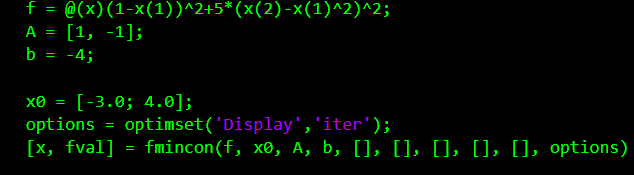 f = @(x)(1-x(1))^2+5*(x(2)-x(1)^2)^2;
A = [1, -1];
b = -4;
x0 = [-3.0; 4.0];
options = optimset('Display','iter');
[x, fval] = fmincon(f, x0, A, b, [], [], [], [], [], options)